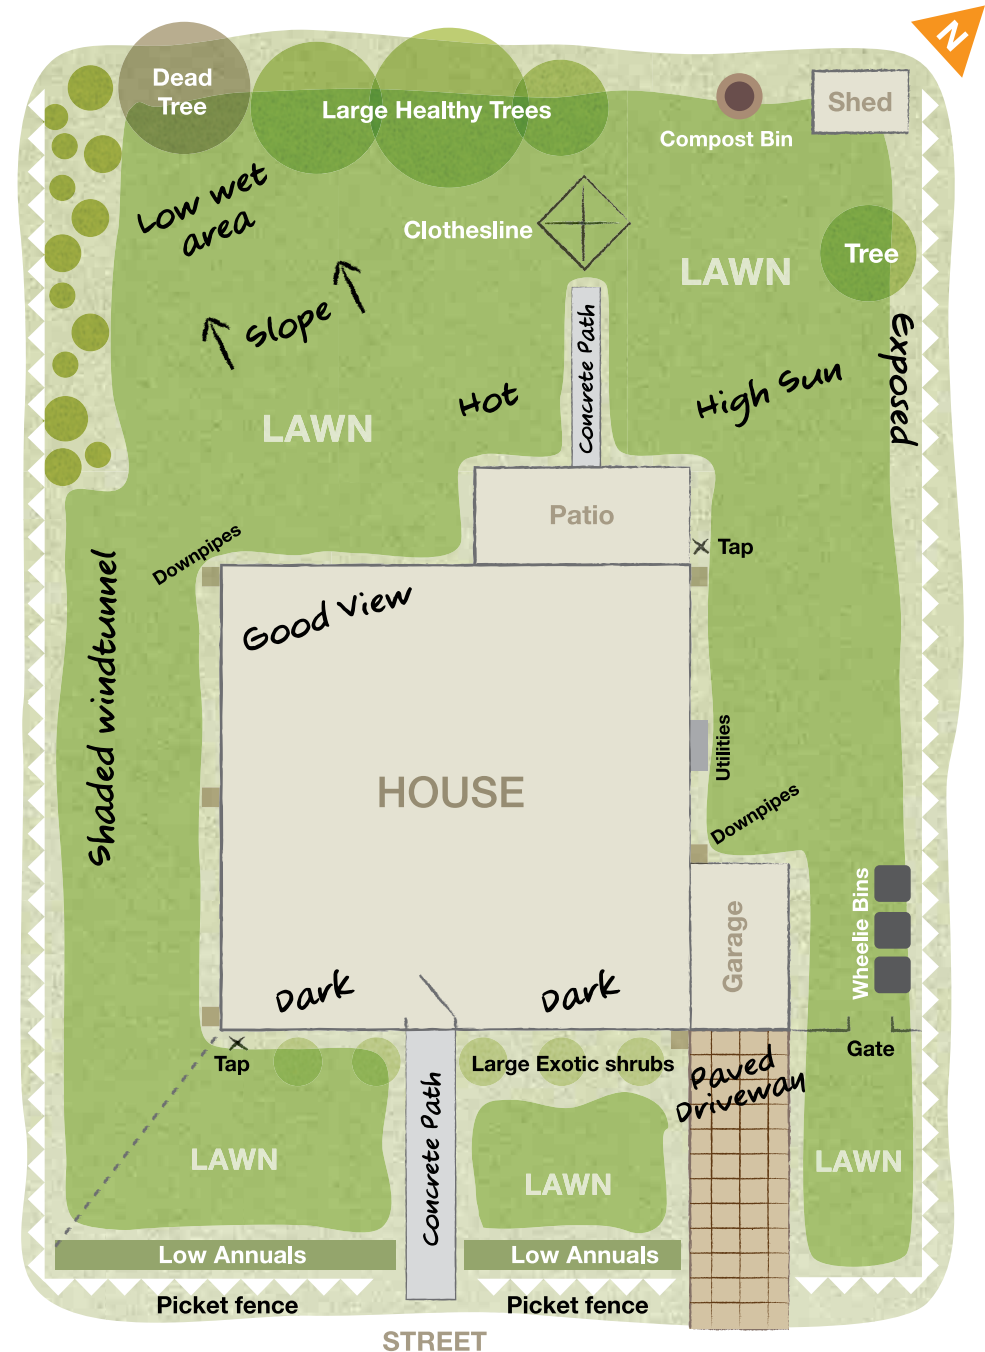 N
Dead
Tree
Large Healthy Trees
Shed
Compost Bin
Low wet
area
Clothesline
Tree
LAWN
Slope
Concrete Path
Exposed
Hot
High Sun
LAWN
Patio
Downpipes
Tap
Good View
Shaded windtunnel
Utilities
HOUSE
Downpipes
Garage
Wheelie Bins
Dark
Dark
Gate
Tap
Large Exotic shrubs
Paved
Driveway
Concrete Path
LAWN
LAWN
LAWN
Low Annuals
Low Annuals
Picket fence
Picket fence
STREET